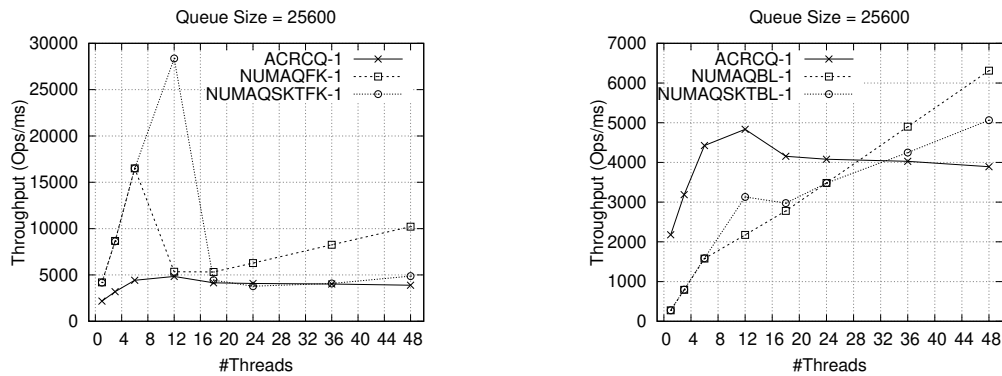 Queue Size = 25600
Throughput (Ops/ms)
30000
25000
20000
15000
10000
5000
0
ACRCQ-1
NUMAQFK-1
NUMAQSKTFK-1
0 4 8 12 16 20 24 28 32 36 40 44 48
#Threads
Queue Size = 25600
Throughput (Ops/ms)
7000
6000
5000
4000
3000
2000
1000
0
ACRCQ-1
NUMAQBL-1
NUMAQSKTBL-1
0 4 8 12 16 20 24 28 32 36 40 44 48
#Threads